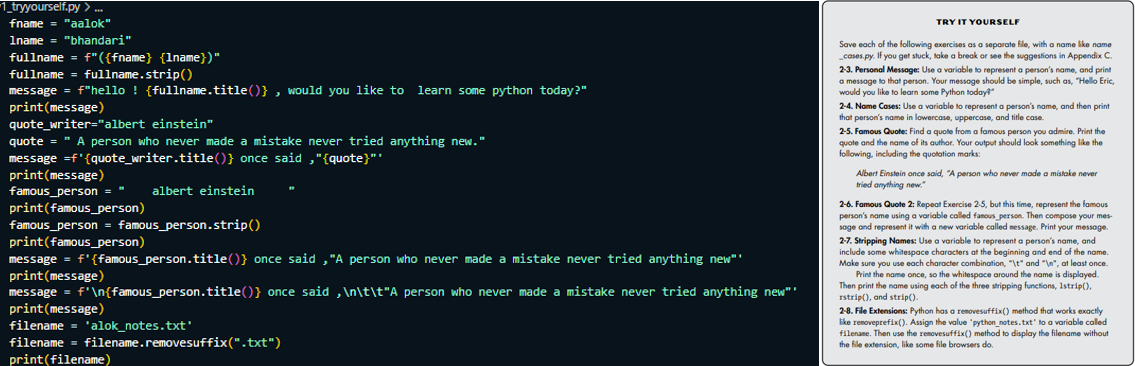 1_tryyourself.py > ...
fname = "aalok"
lname = "bhandari"
fullname = f"({fname} {lname})"
fullname = fullname.strip()
message = f"hello ! {fullname.title()} , would you like to  learn some python today?"
print(message)
quote_writer="albert einstein"
quote = " A person who never made a mistake never tried anything new."
message =f'{quote_writer.title()} once said ,"{quote}"'
print(message)
famous_person = "    albert einstein     "
print(famous_person)
famous_person = famous_person.strip()
print(famous_person)
message = f'{famous_person.title()} once said ,"A person who never made a mistake never tried anything new"'
print(message)
message = f'\n{famous_person.title()} once said ,\n\t\t"A person who never made a mistake never tried anything new"'
print(message)
filename = 'alok_notes.txt'
filename = filename.removesuffix(".txt")
print(filename)
TRY IT YOURSELF
Save each of the following exercises as a separate file, with a name like name
_cases.py. If you get stuck, take a break or see the suggestions in Appendix C.
2-3. Personal Message: Use a variable to represent a person's name, and print
a message to that person. Your message should be simple, such as, "Hello Eric,
would you like to learn some Python today?"
2-4. Name Cases: Use a variable to represent a person's name, and then print
that person's name in lowercase, uppercase, and title case.
2-5. Famous Quote: Find a quote from a famous person you admire. Print the
quote and the name of its author. Your output should look something like the
following, including the quotation marks:
Albert Einstein once said, "A person who never made a mistake never
tried anything new."
2-6. Famous Quote 2: Repeat Exercise 2-5, but this time, represent the famous
person's name using a variable called famous_person. Then compose your mes-
sage and represent it with a new variable called message. Print your message.
2-7. Stripping Names: Use a variable to represent a person's name, and
include some whitespace characters at the beginning and end of the name.
Make sure you use each character combination, "\t" and "\n", at least once.
Print the name once, so the whitespace around the name is displayed.
Then print the name using each of the three stripping functions, lstrip(),
rstrip(), and strip().
2-8. File Extensions: Python has a removesuffix() method that works exactly
like removeprefix(). Assign the value 'python_notes.txt' to a variable called
filename. Then use the removesuffix() method to display the filename without
the file extension, like some file browsers do.